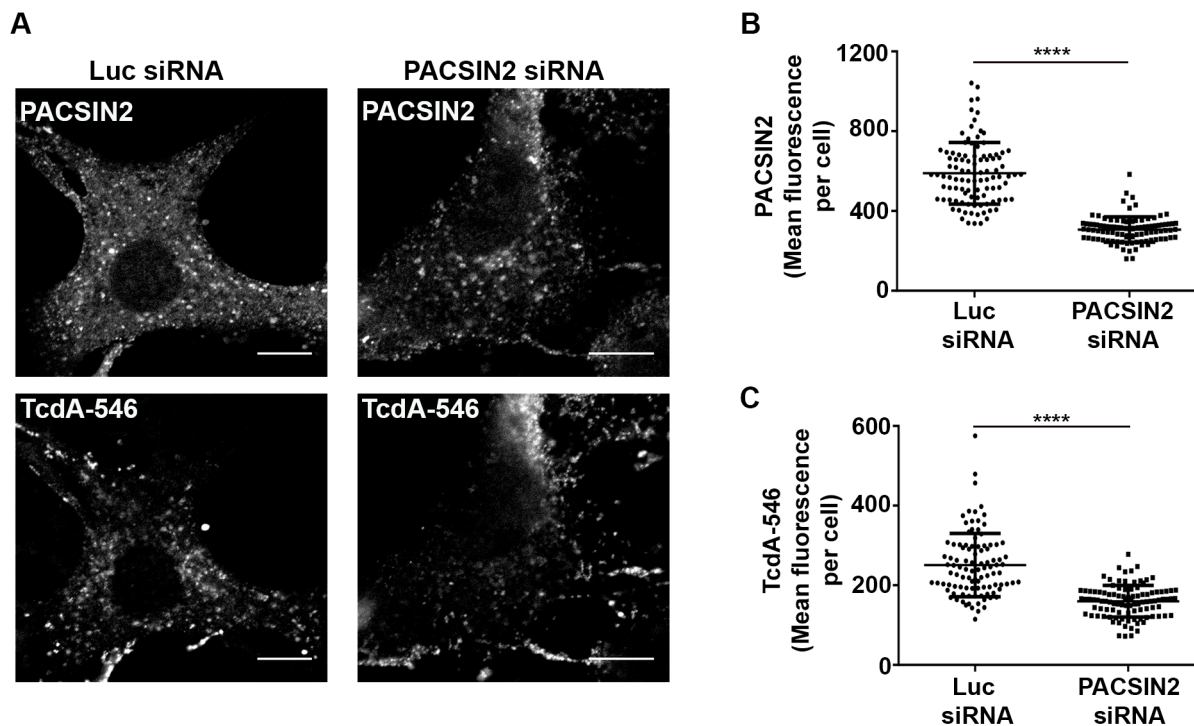 A
Luc siRNA
PACSIN2 siRNA
PACSIN2
PACSIN2
TcdA-546
TcdA-546
B
PACSIN2
(Mean fluorescence
per cell)
1200
800
400
0
****
Luc
siRNA
PACSIN2
siRNA
C
TcdA-546
(Mean fluorescence
per cell)
600
400
200
0
****
Luc
siRNA
PACSIN2
siRNA